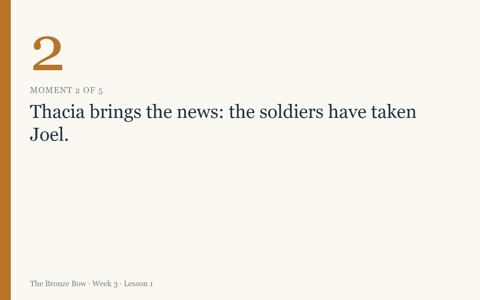 2
MOMENT 2 OF 5
Thacia brings the news: the soldiers have taken
Joel.
The Bronze Bow · Week 3 · Lesson 1